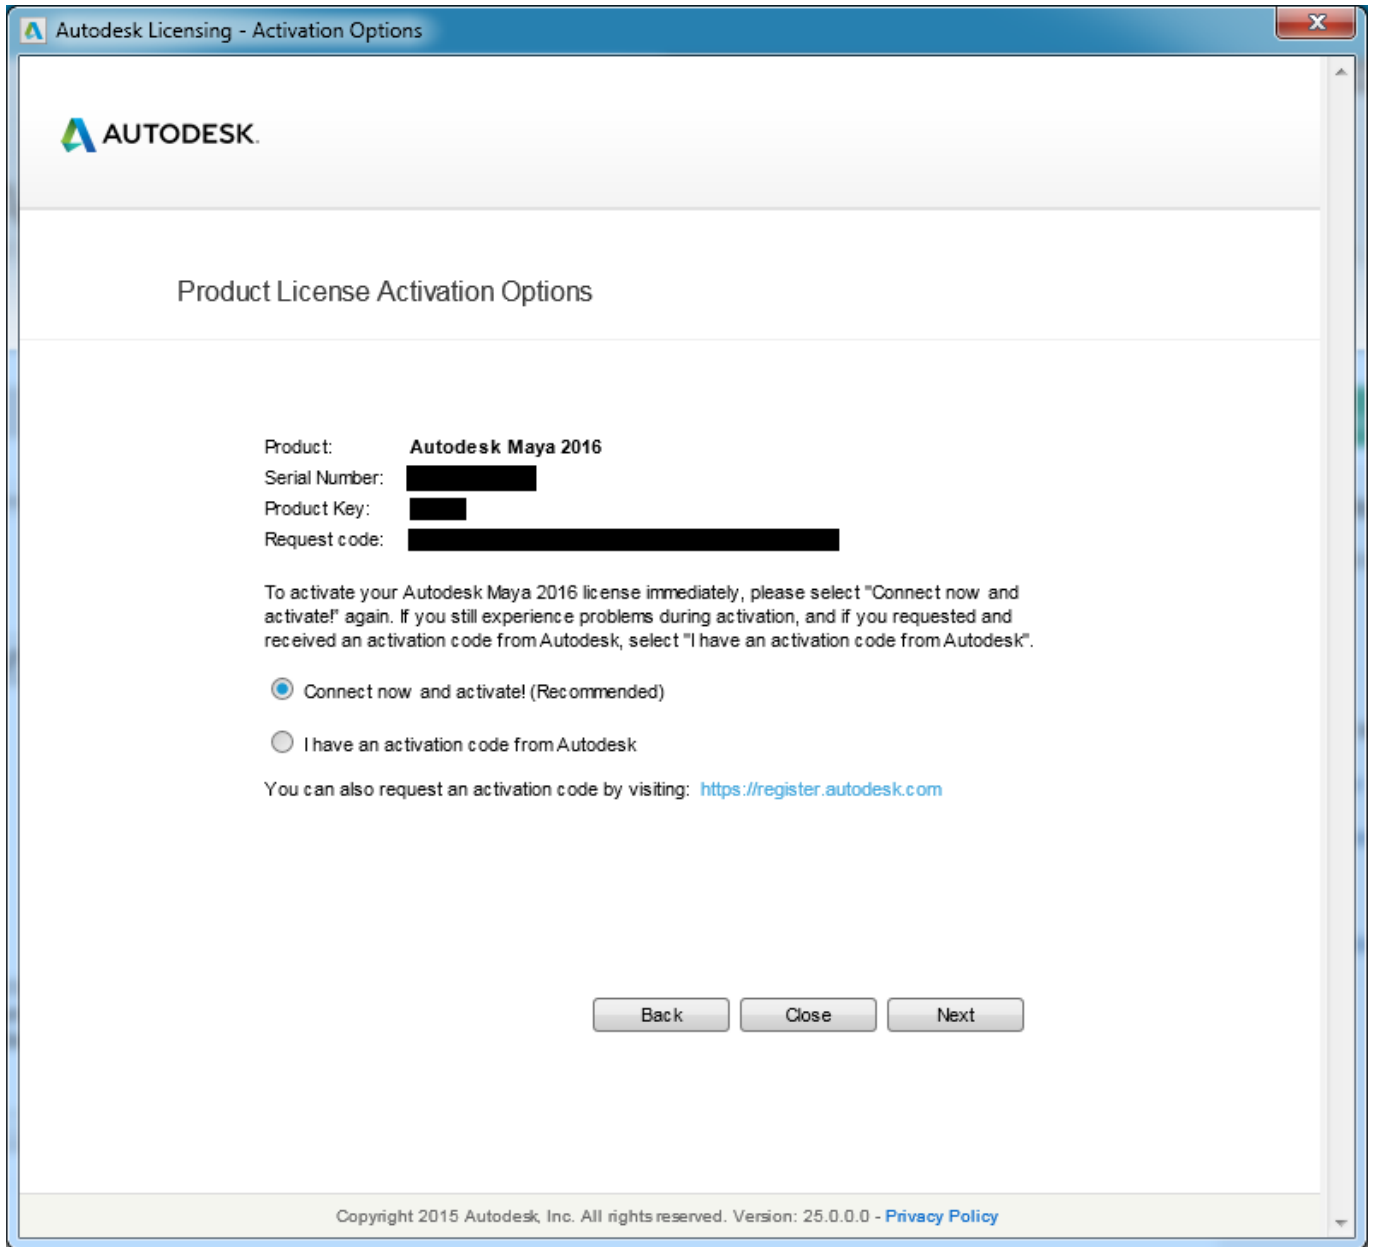 Autodesk Licensing - Activation Options
X
AUTODESK.
Product License Activation Options
Product: Autodesk Maya 2016
Serial Number:
Product Key:
Request code:
To activate your Autodesk Maya 2016 license immediately, please select "Connect now and
activate!" again. If you still experience problems during activation, and if you requested and
received an activation code from Autodesk, select "I have an activation code from Autodesk".
Connect now and activate! (Recommended)
I have an activation code from Autodesk
You can also request an activation code by visiting: https://register.autodesk.com
Back Close Next
Copyright 2015 Autodesk, Inc. All rights reserved. Version: 25.0.0.0 - Privacy Policy